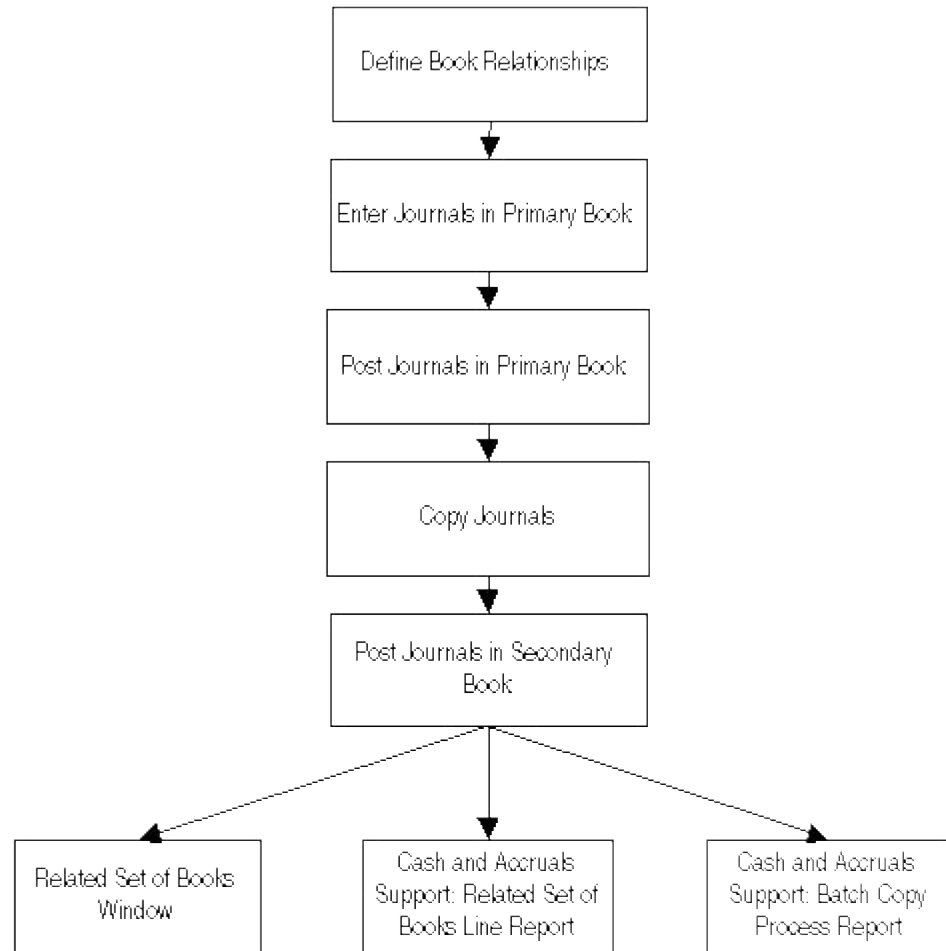 Define Book Relationships
Enter Journals in Primary Book
Post Journals in Primary Book
Copy Journals
Post Journals in Secondary
Book
Related Set of Books
Window
Cash and Accruals
Support: Related Set of
Books Line Report
Cash and Accruals
Support: Batch Copy
Process Report